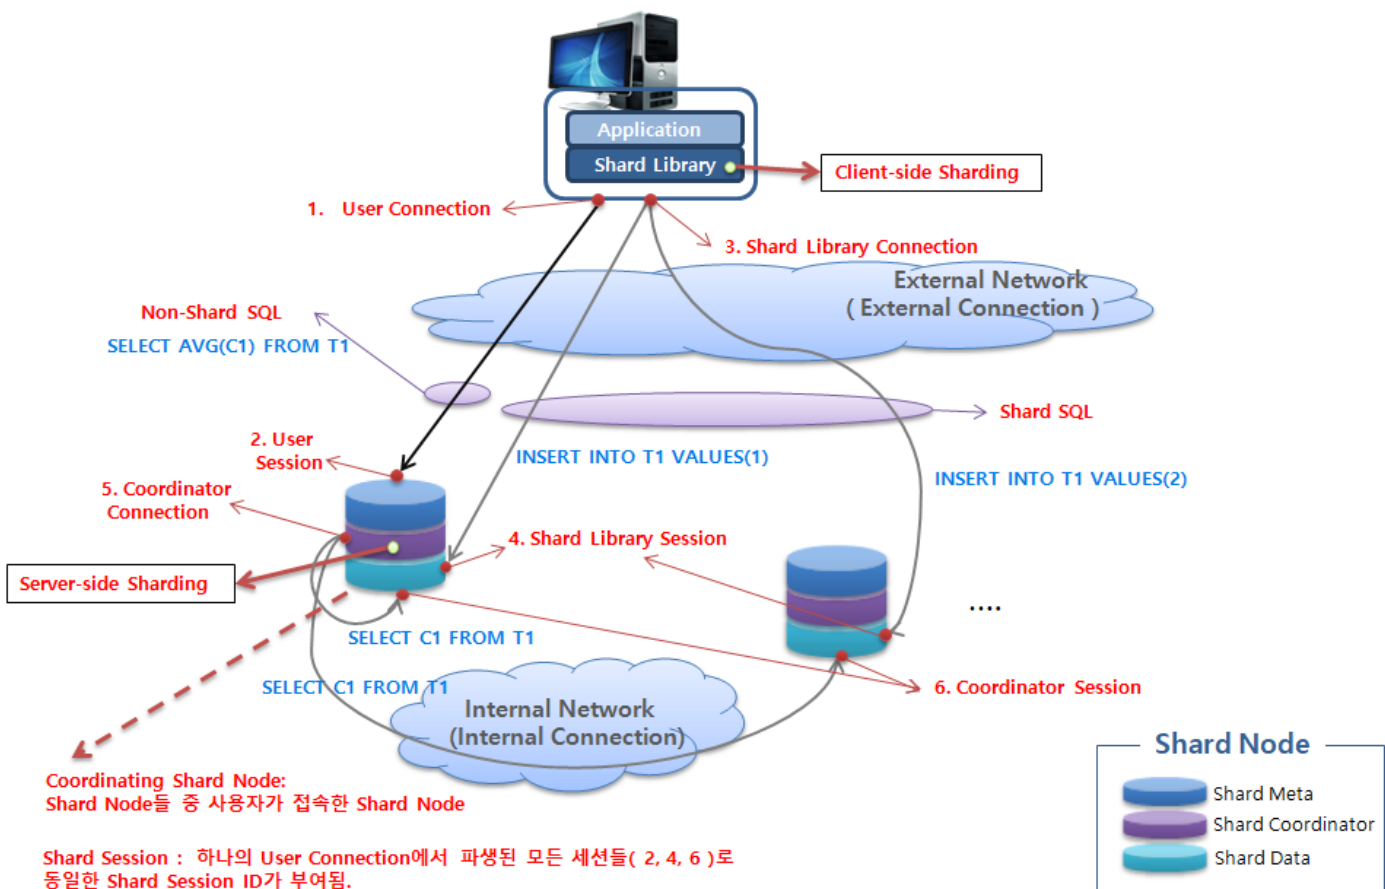 Application
Shard Library
Client-side Sharding
1. User Connection
3. Shard Library Connection
External Network
( External Connection )
Non-Shard SQL
SELECT AVG(C1) FROM T1
Shard SQL
2. User
Session
INSERT INTO T1 VALUES(1)
INSERT INTO T1 VALUES(2)
5. Coordinator
Connection
4. Shard Library Session
Server-side Sharding
....
SELECT C1 FROM T1
SELECT C1 FROM T1
6. Coordinator Session
Internal Network
(Internal Connection)
Shard Node
Shard Meta
Shard Coordinator
Shard Data
Coordinating Shard Node:
Shard Node들 중 사용자가 접속한 Shard Node
Shard Session : 하나의 User Connection에서 파생된 모든 세션들( 2, 4, 6 )로
동일한 Shard Session ID가 부여됨.